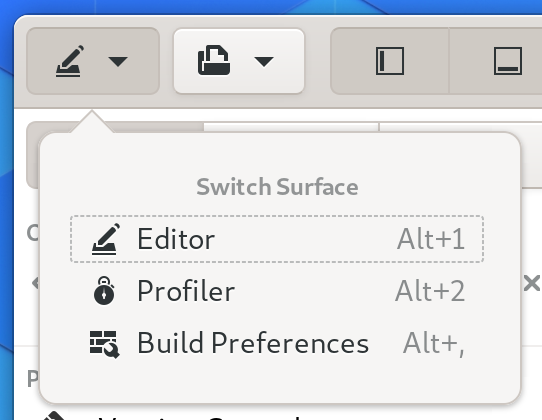 Switch Surface
Editor Alt+1
Profiler Alt+2
Build Preferences Alt+,